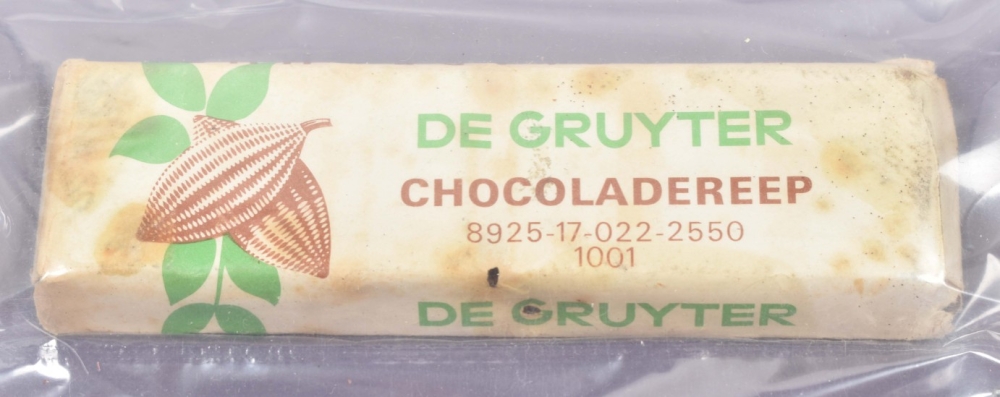 DE GRUYTER
CHOCOLADEREEP
8925-17-022-2550
1001
DE GRUYTER